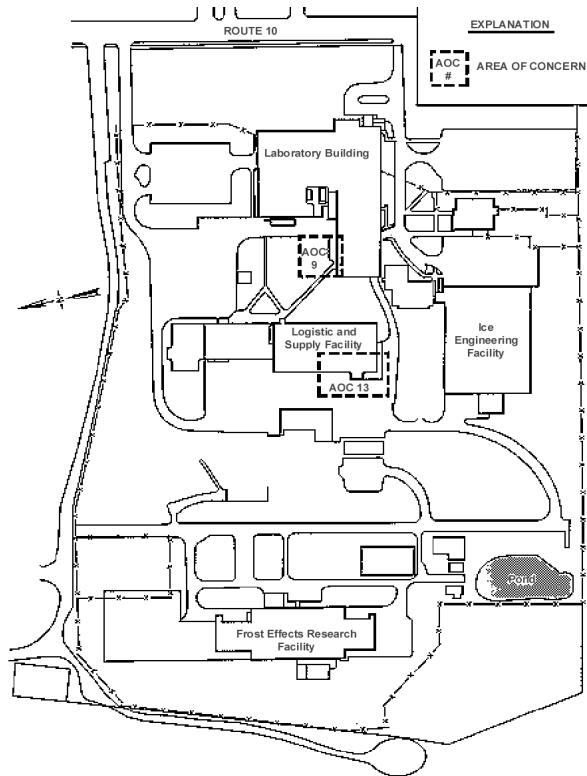 EXPLANATION
ROUTE 10
AOC
#
AREA OF CONCERN
Laboratory Building
AOC
9
Logistic and
Supply Facility
Ice
Engineering
Facility
AOC 13
Pond
Frost Effects Research
Facility